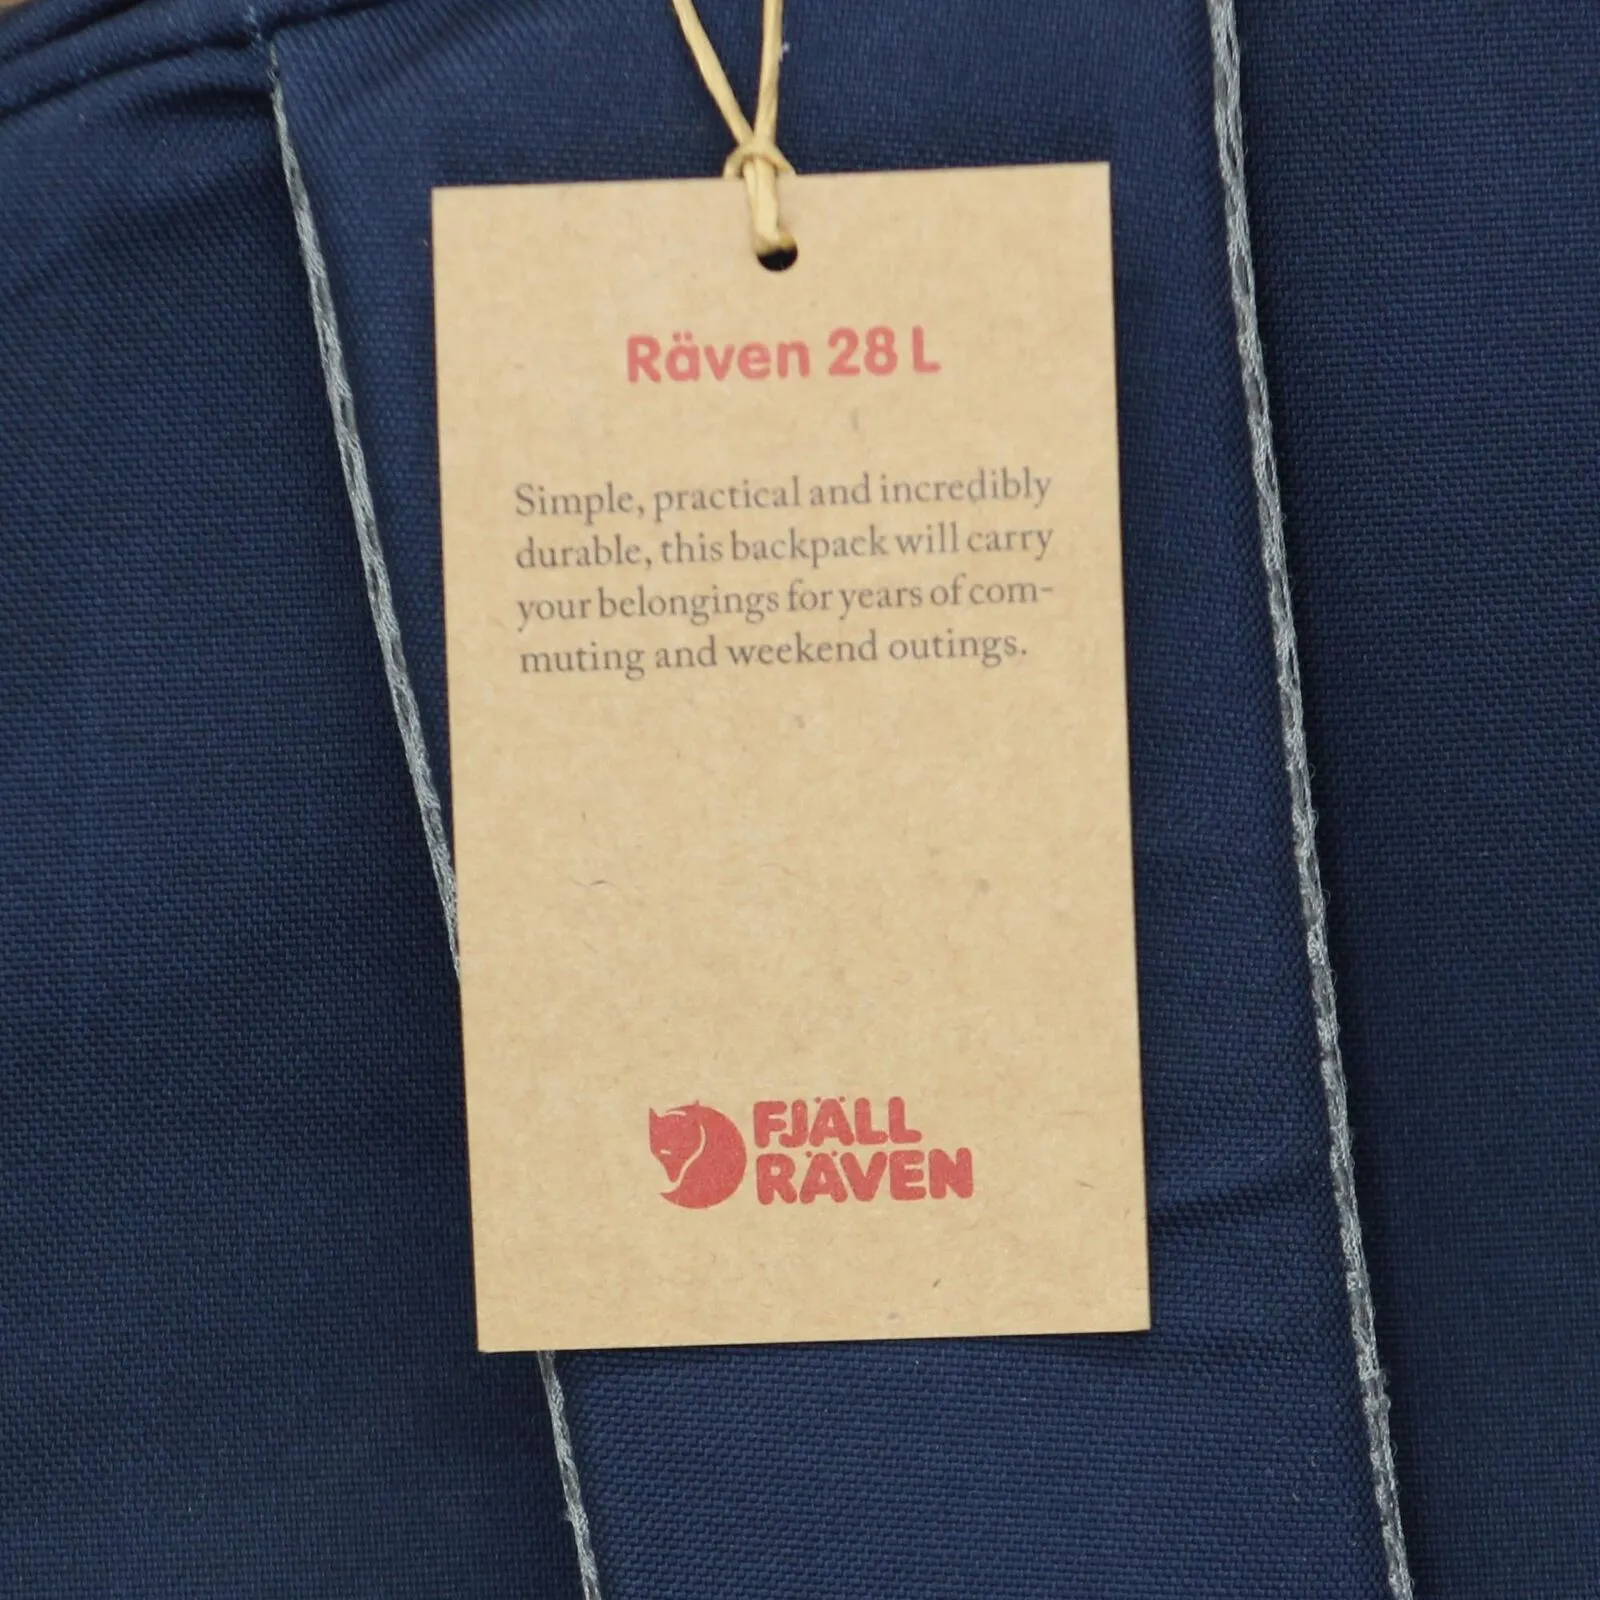 Räven 28 L
Simple, practical and incredibly
durable, this backpack will carry
your belongings for years of com-
muting and weekend outings.
FJÄLL
RÄVEN